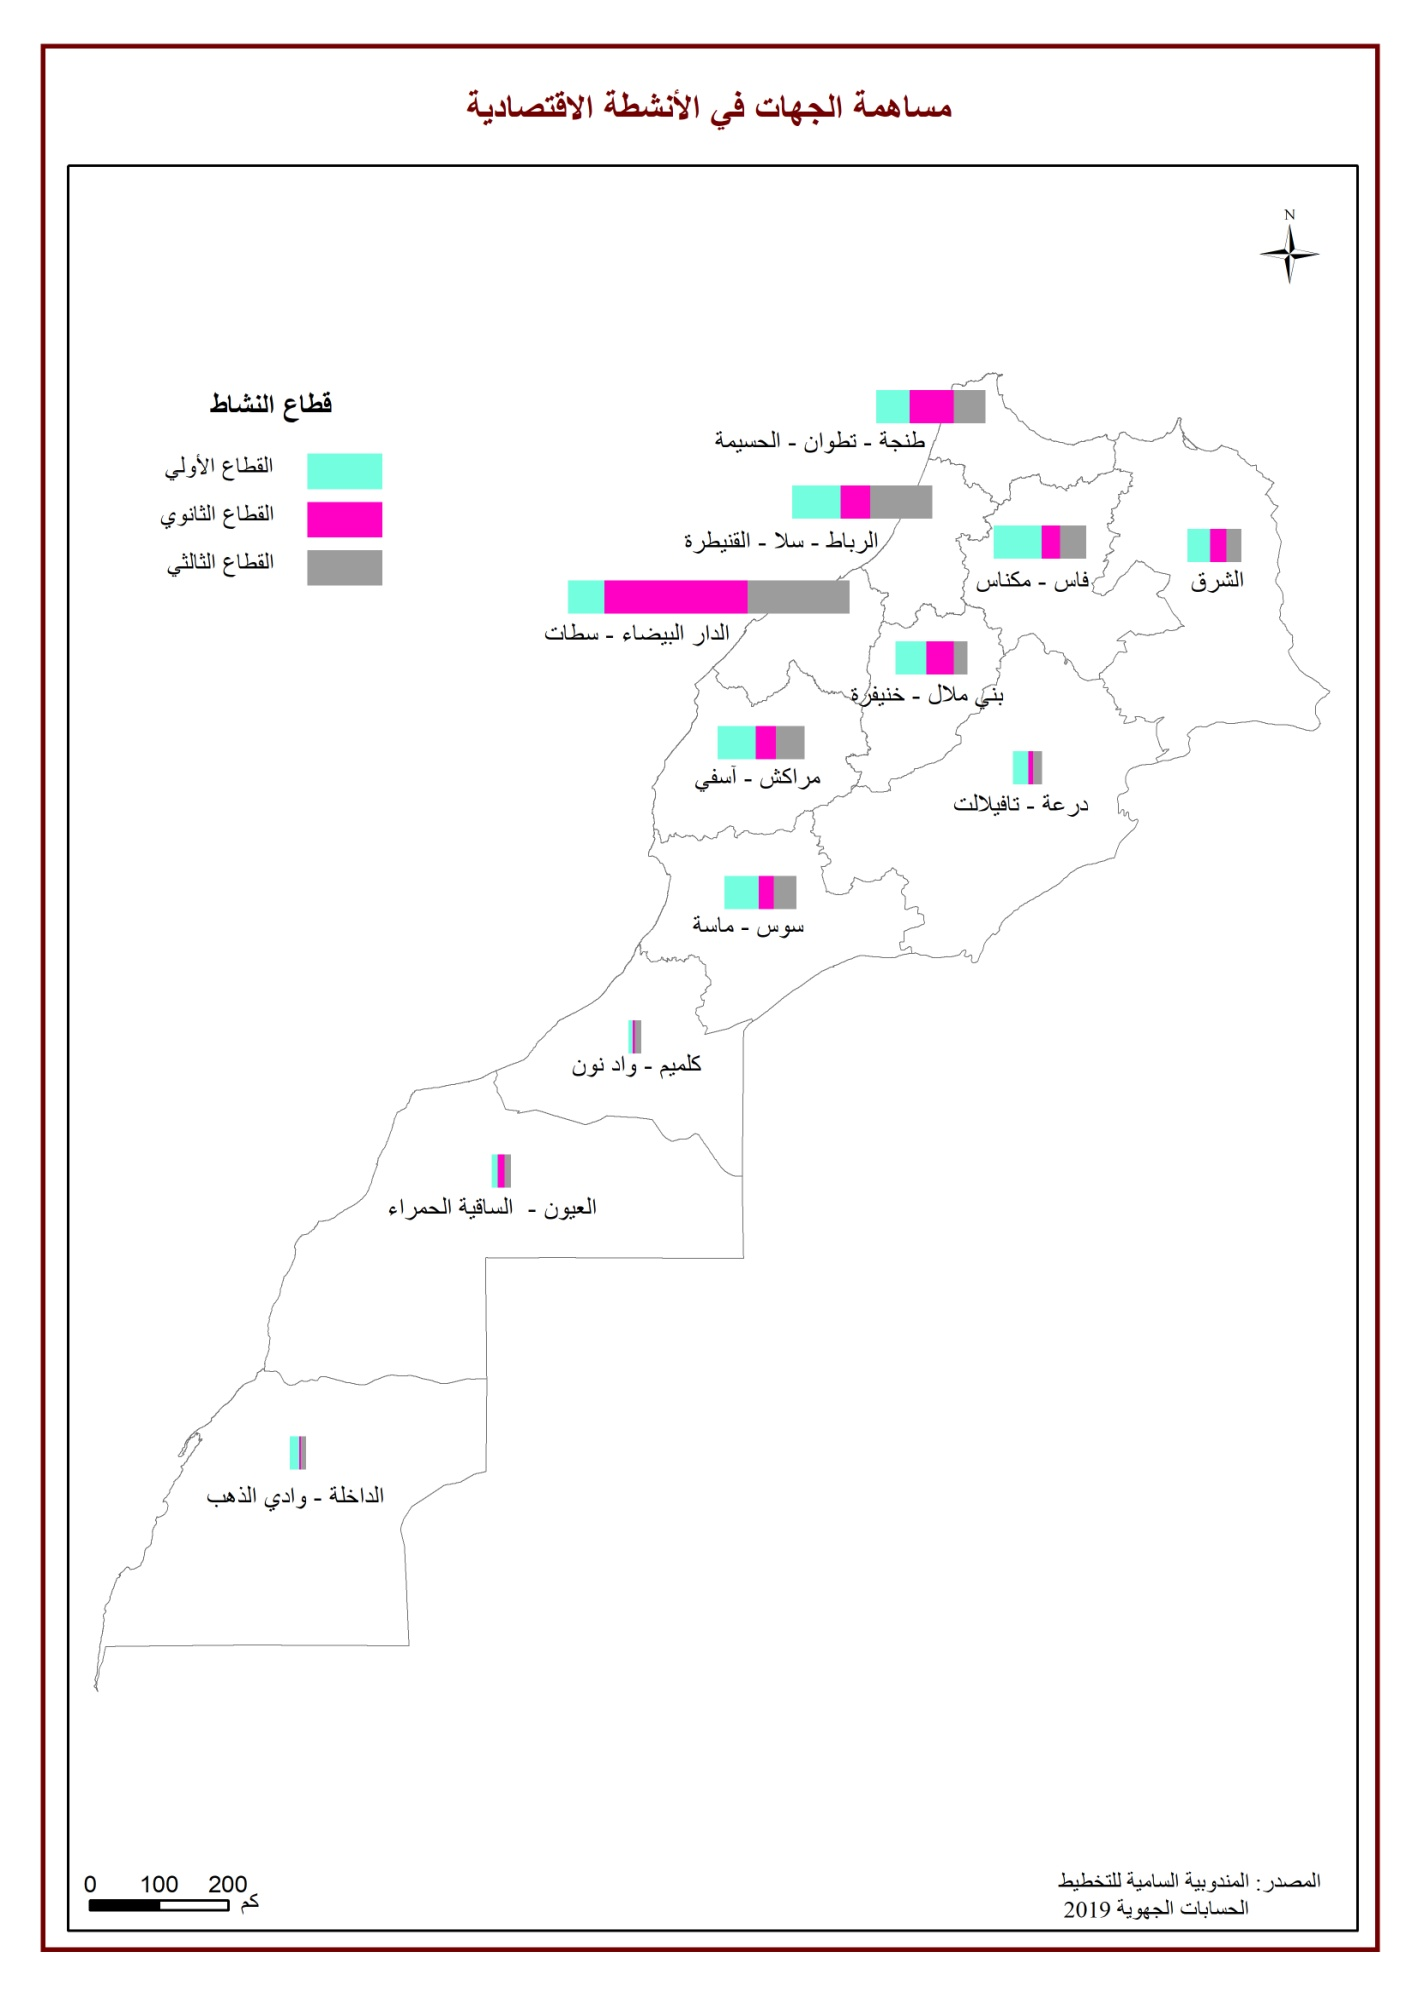 مساهمة الجهات في الأنشطة الاقتصادية
N
قطاع النشاط
القطاع الأولي
القطاع الثانوي
القطاع الثالثي
طنجة - تطوان - الحسيمة
الرباط - سلا - القنيطرة
فاس - مكناس
الشرق
الدار البيضاء - سطات
بني ملال - خنيفرة
مراكش - آسفي
درعة - تافيلالت
سوس - ماسة
كلميم - واد نون
العيون - الساقية الحمراء
الداخلة - وادي الذهب
0 100 200
كم
المصدر: المندوبية السامية للتخطيط
الحسابات الجهوية 2019